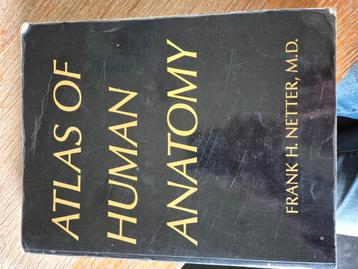 ATLAS OF
HUMAN
ANATOMY
FRANK H. NETTER, M.D.